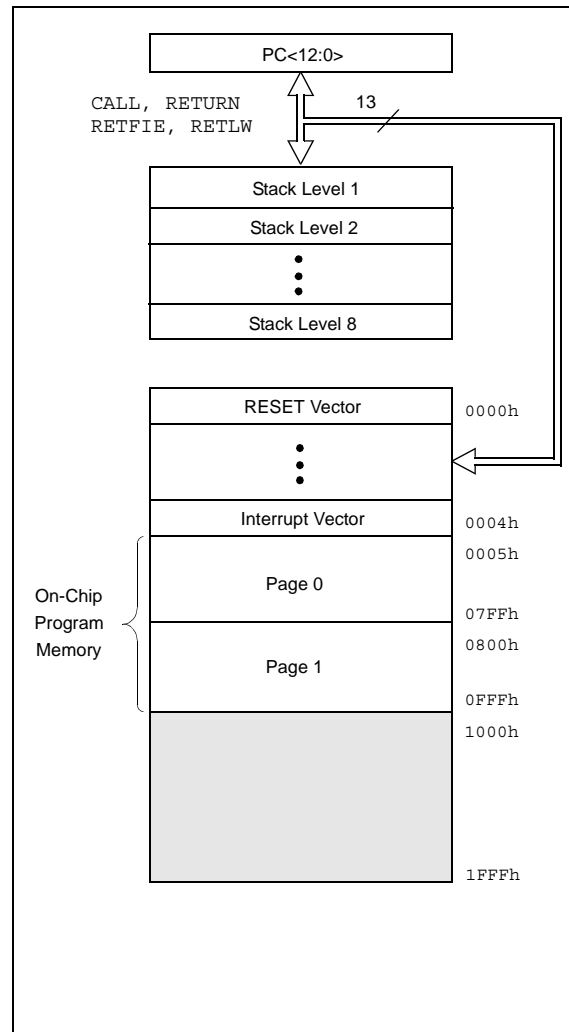 PC<12:0>
CALL, RETURN
RETFIE, RETLW
13
Stack Level 1
Stack Level 2
Stack Level 8
RESET Vector
0000h
Interrupt Vector
0004h
0005h
On-Chip
Program
Memory
Page 0
07FFh
0800h
Page 1
0FFFh
1000h
1FFFh